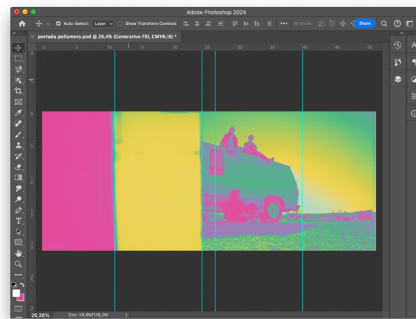 Adobe Photoshop 2024
Auto-Select: Layer Show Transform Controls Share
× portada poliamory.psd @ 26,4% (Generative Fill, CMYK/8) *
26.38%